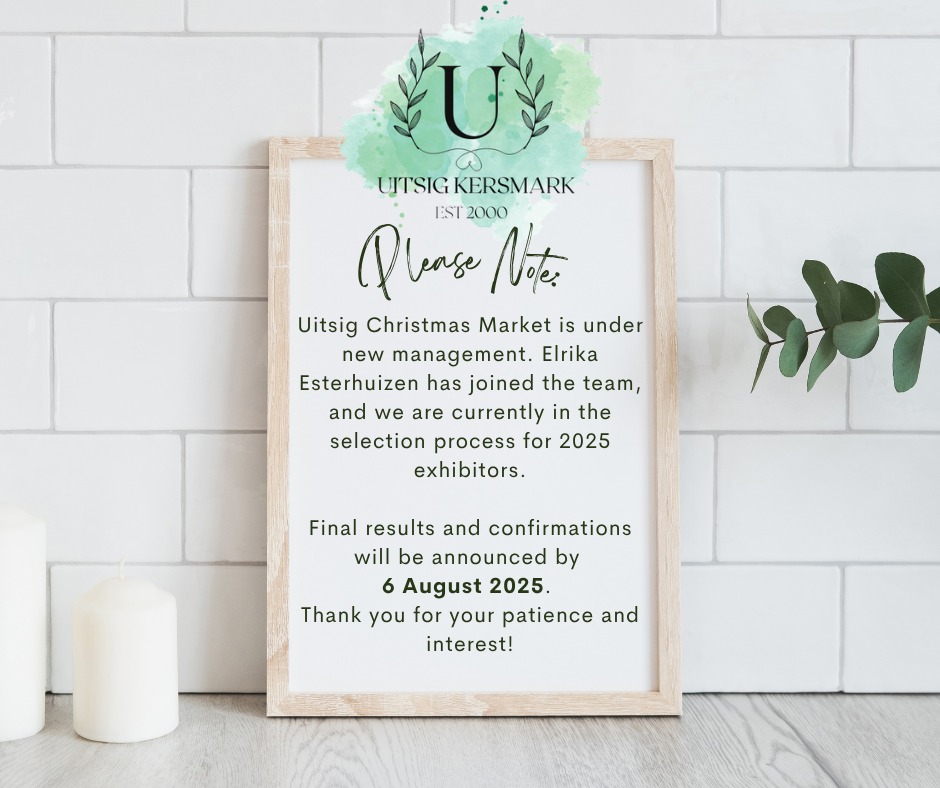 U
UITSIG KERSMARK
EST 2000
Please Note:
Uitsig Christmas Market is under
new management. Elrika
Esterhuizen has joined the team,
and we are currently in the
selection process for 2025
exhibitors.
Final results and confirmations
will be announced by
6 August 2025.
Thank you for your patience and
interest!